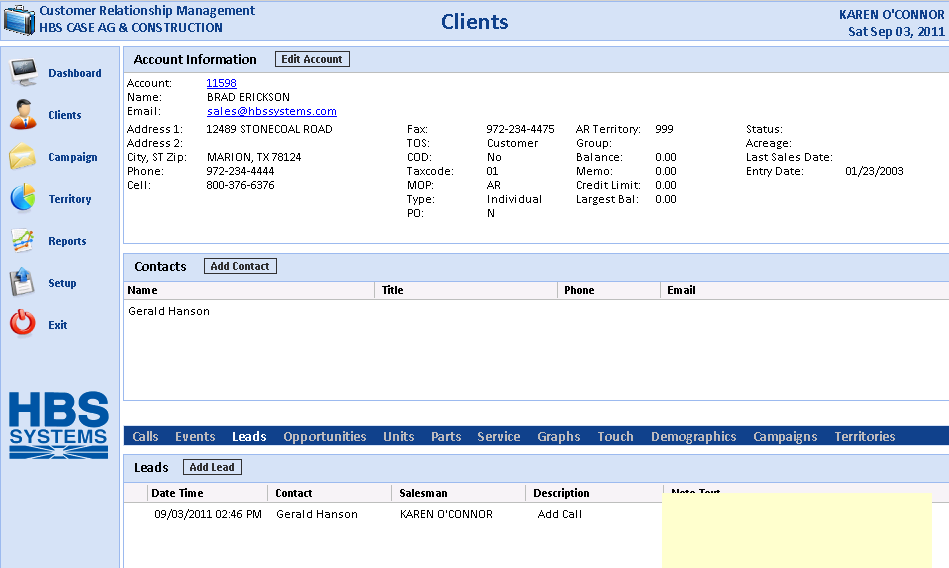 Customer Relationship Management
HBS CASE AG & CONSTRUCTION
Clients
KAREN O'CONNOR
Sat Sep 03, 2011
Dashboard
Clients
Campaign
Territory
Reports
Setup
Exit
HBS
SYSTEMS
Account Information Edit Account
Account: 11598
Name: BRAD ERICKSON
Email: sales@hbssystems.com
Address 1: 12489 STONECOAL ROAD Fax: 972-234-4475 AR Territory: 999 Status:
Address 2: TOS: Customer Group: Acreage:
City, ST Zip: MARION, TX 78124 COD: No Balance: 0.00 Last Sales Date:
Phone: 972-234-4444 Taxcode: 01 Memo: 0.00 Entry Date: 01/23/2003
Cell: 800-376-6376 MOP: AR Credit Limit: 0.00
Type: Individual Largest Bal: 0.00
PO: N
Contacts Add Contact
Name Title Phone Email
Gerald Hanson
Calls Events Leads Opportunities Units Parts Service Graphs Touch Demographics Campaigns Territories
Leads Add Lead
Date Time Contact Salesman Description Note Text
09/03/2011 02:46 PM Gerald Hanson KAREN O'CONNOR Add Call